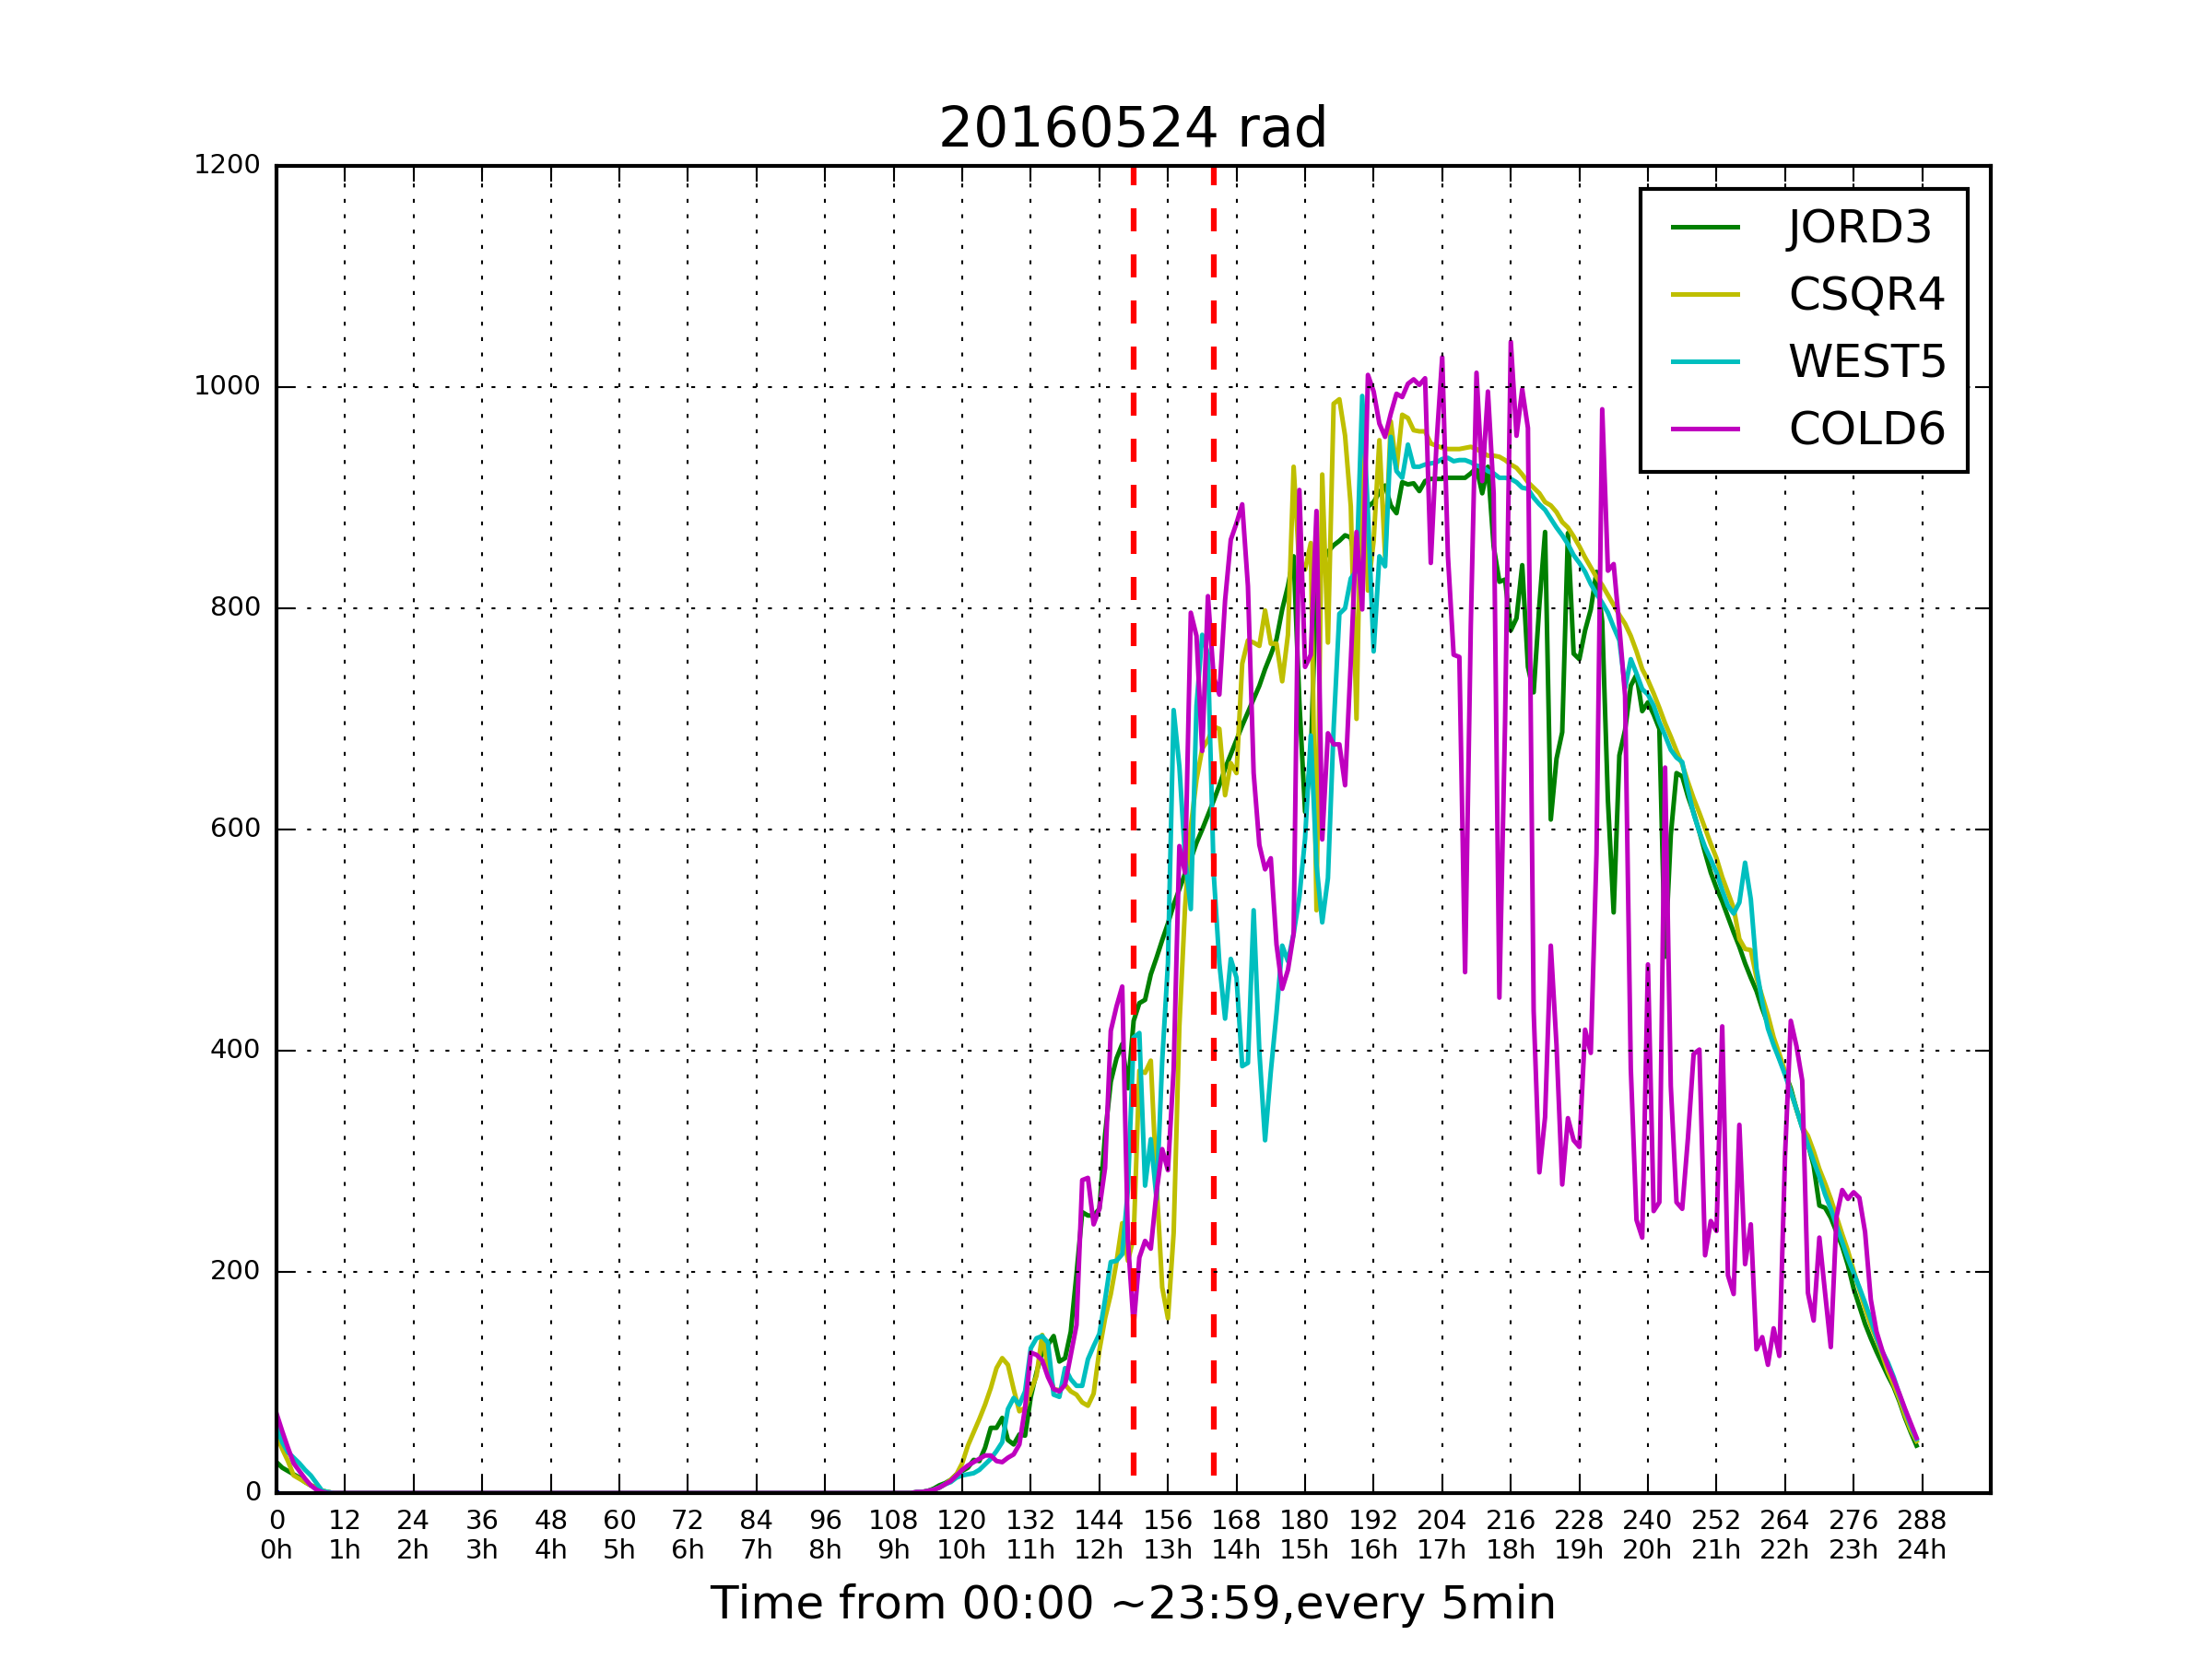 20160524 rad
1200
1000
800
600
400
200
0
JORD3
CSQR4
WEST5
COLD6
0 12 24 36 48 60 72 84 96 108 120 132 144 156 168 180 192 204 216 228 240 252 264 276 288
0h 1h 2h 3h 4h 5h 6h 7h 8h 9h 10h 11h 12h 13h 14h 15h 16h 17h 18h 19h 20h 21h 22h 23h 24h
Time from 00:00 ~23:59,every 5min